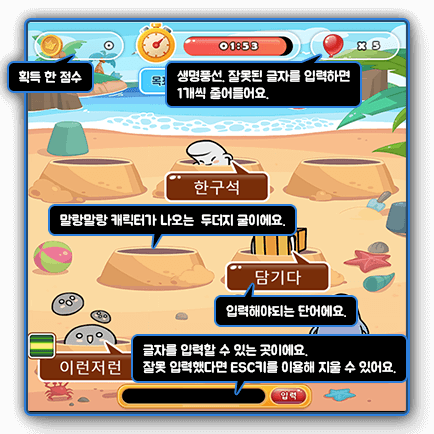 0
01:53
x 5
획득 한 점수
생명풍선. 잘못된 글자를 입력하면
1개씩 줄어들어요.
목표
한구석
말랑말랑 캐릭터가 나오는 두더지 굴이에요.
담기다
입력해야되는 단어에요.
글자를 입력할 수 있는 곳이에요.
잘못 입력했다면 ESC키를 이용해 지울 수 있어요.
이런저런
입력